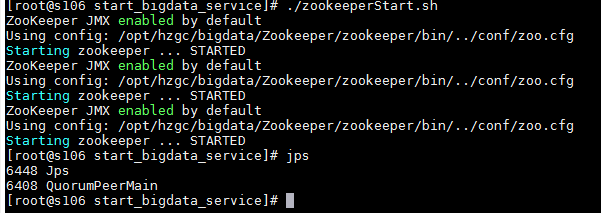 [root@s106 start_bigdata_service]# ./zookeeperStart.sh
ZooKeeper JMX enabled by default
Using config: /opt/hzgc/bigdata/Zookeeper/zookeeper/bin/../conf/zoo.cfg
Starting zookeeper ... STARTED
ZooKeeper JMX enabled by default
Using config: /opt/hzgc/bigdata/Zookeeper/zookeeper/bin/../conf/zoo.cfg
Starting zookeeper ... STARTED
ZooKeeper JMX enabled by default
Using config: /opt/hzgc/bigdata/Zookeeper/zookeeper/bin/../conf/zoo.cfg
Starting zookeeper ... STARTED
[root@s106 start_bigdata_service]# jps
6448 Jps
6408 QuorumPeerMain
[root@s106 start_bigdata_service]#